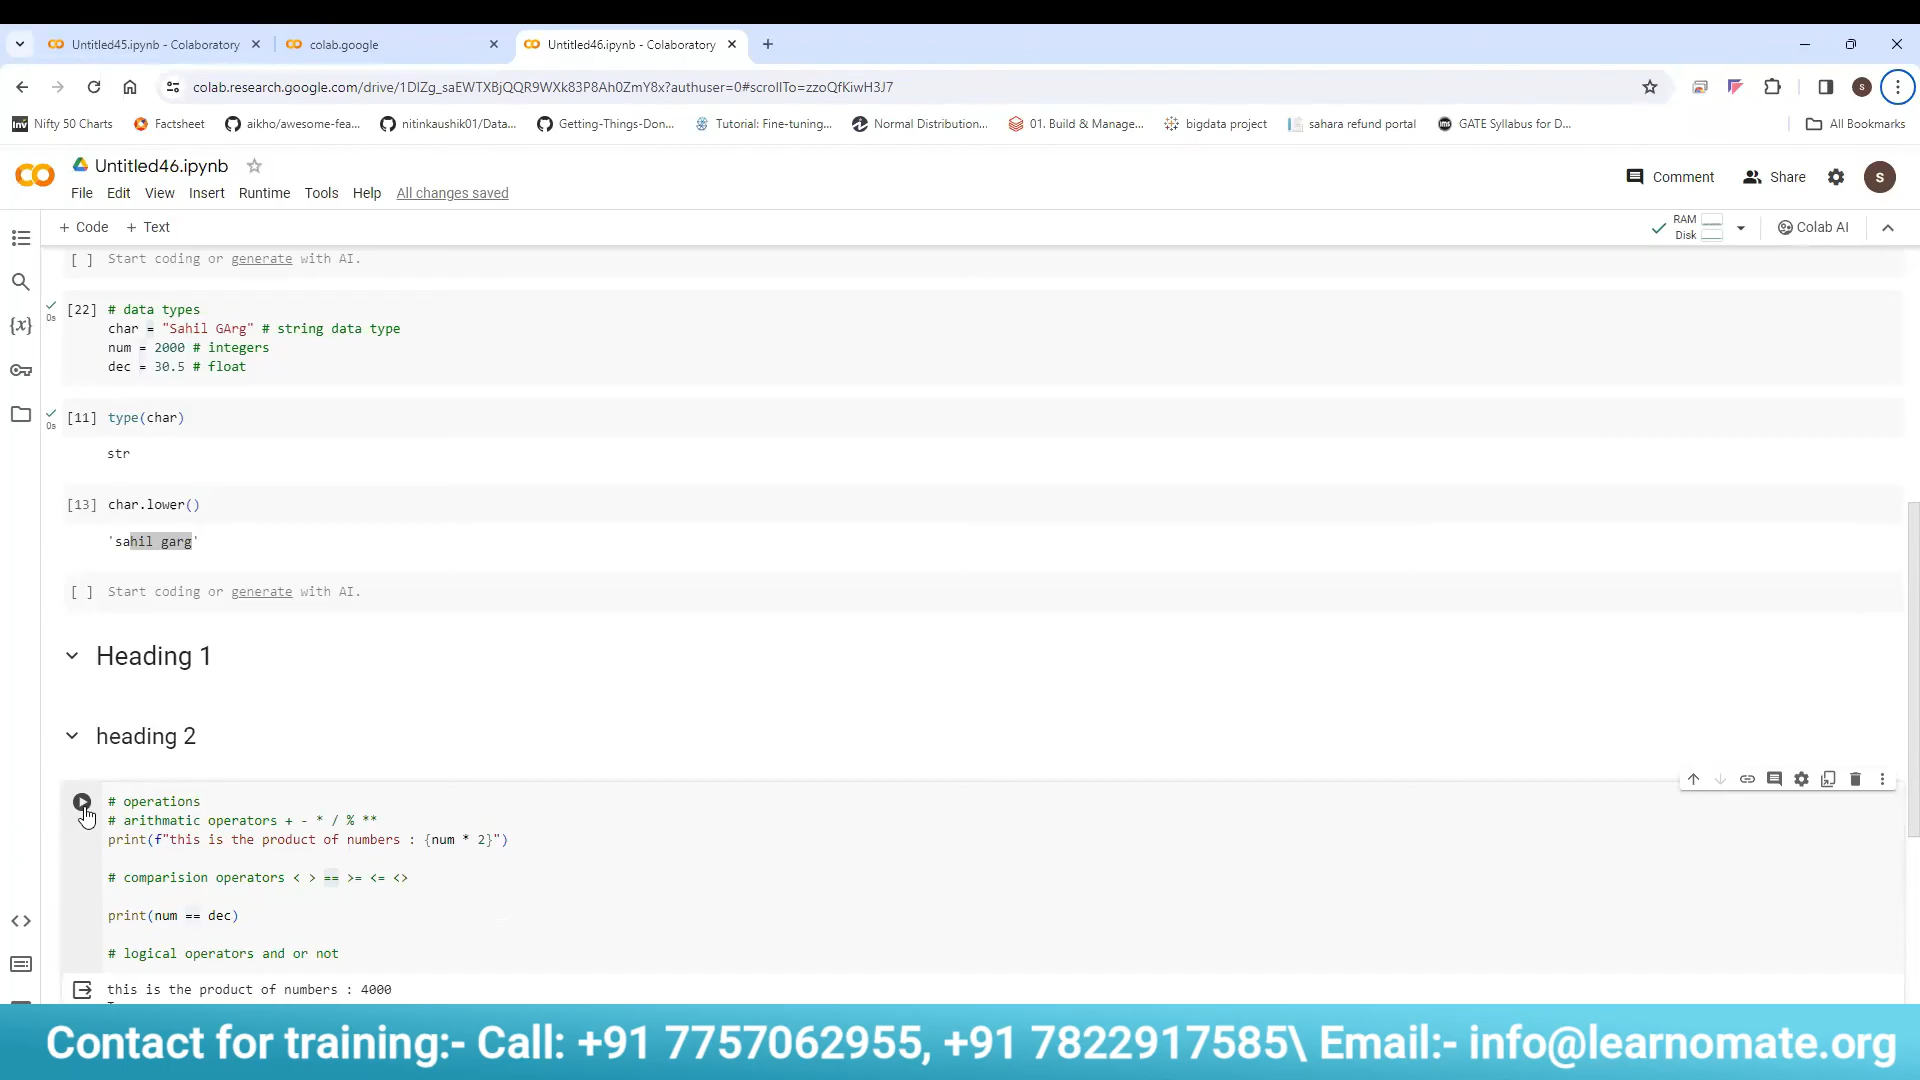 Untitled45.ipynb - Colaboratory
colab.google
Untitled46.ipynb - Colaboratory
colab.research.google.com/drive/1DIZg_saEWTXBjQQR9WXk83P8Ah0ZmY8x?authuser=0#scrollTo=zzoQfKiwH3J7
Nifty 50 Charts
Factsheet
aikho/awesome-fea...
nitinkaushik01/Data...
Getting-Things-Don...
Tutorial: Fine-tuning...
Normal Distribution...
01. Build & Manage...
bigdata project
sahara refund portal
GATE Syllabus for D...
All Bookmarks
CO
Untitled46.ipynb
Comment
Share
S
File Edit View Insert Runtime Tools Help All changes saved
+ Code + Text
RAM
Disk
Colab AI
[ ] Start coding or generate with AI.
[22] # data types
0s
char = "Sahil GArg" # string data type
num = 2000 # integers
dec = 30.5 # float
[11] type(char)
0s
str
[13] char.lower()
'sahil garg'
[ ] Start coding or generate with AI.
Heading 1
heading 2
# operations
# arithmatic operators + - * / % **
print(f"this is the product of numbers : {num * 2}")
# comparision operators < > == >= <= <>
print(num == dec)
# logical operators and or not
this is the product of numbers : 4000
Contact for training:- Call: +91 7757062955, +91 7822917585\ Email:- info@learnomate.org